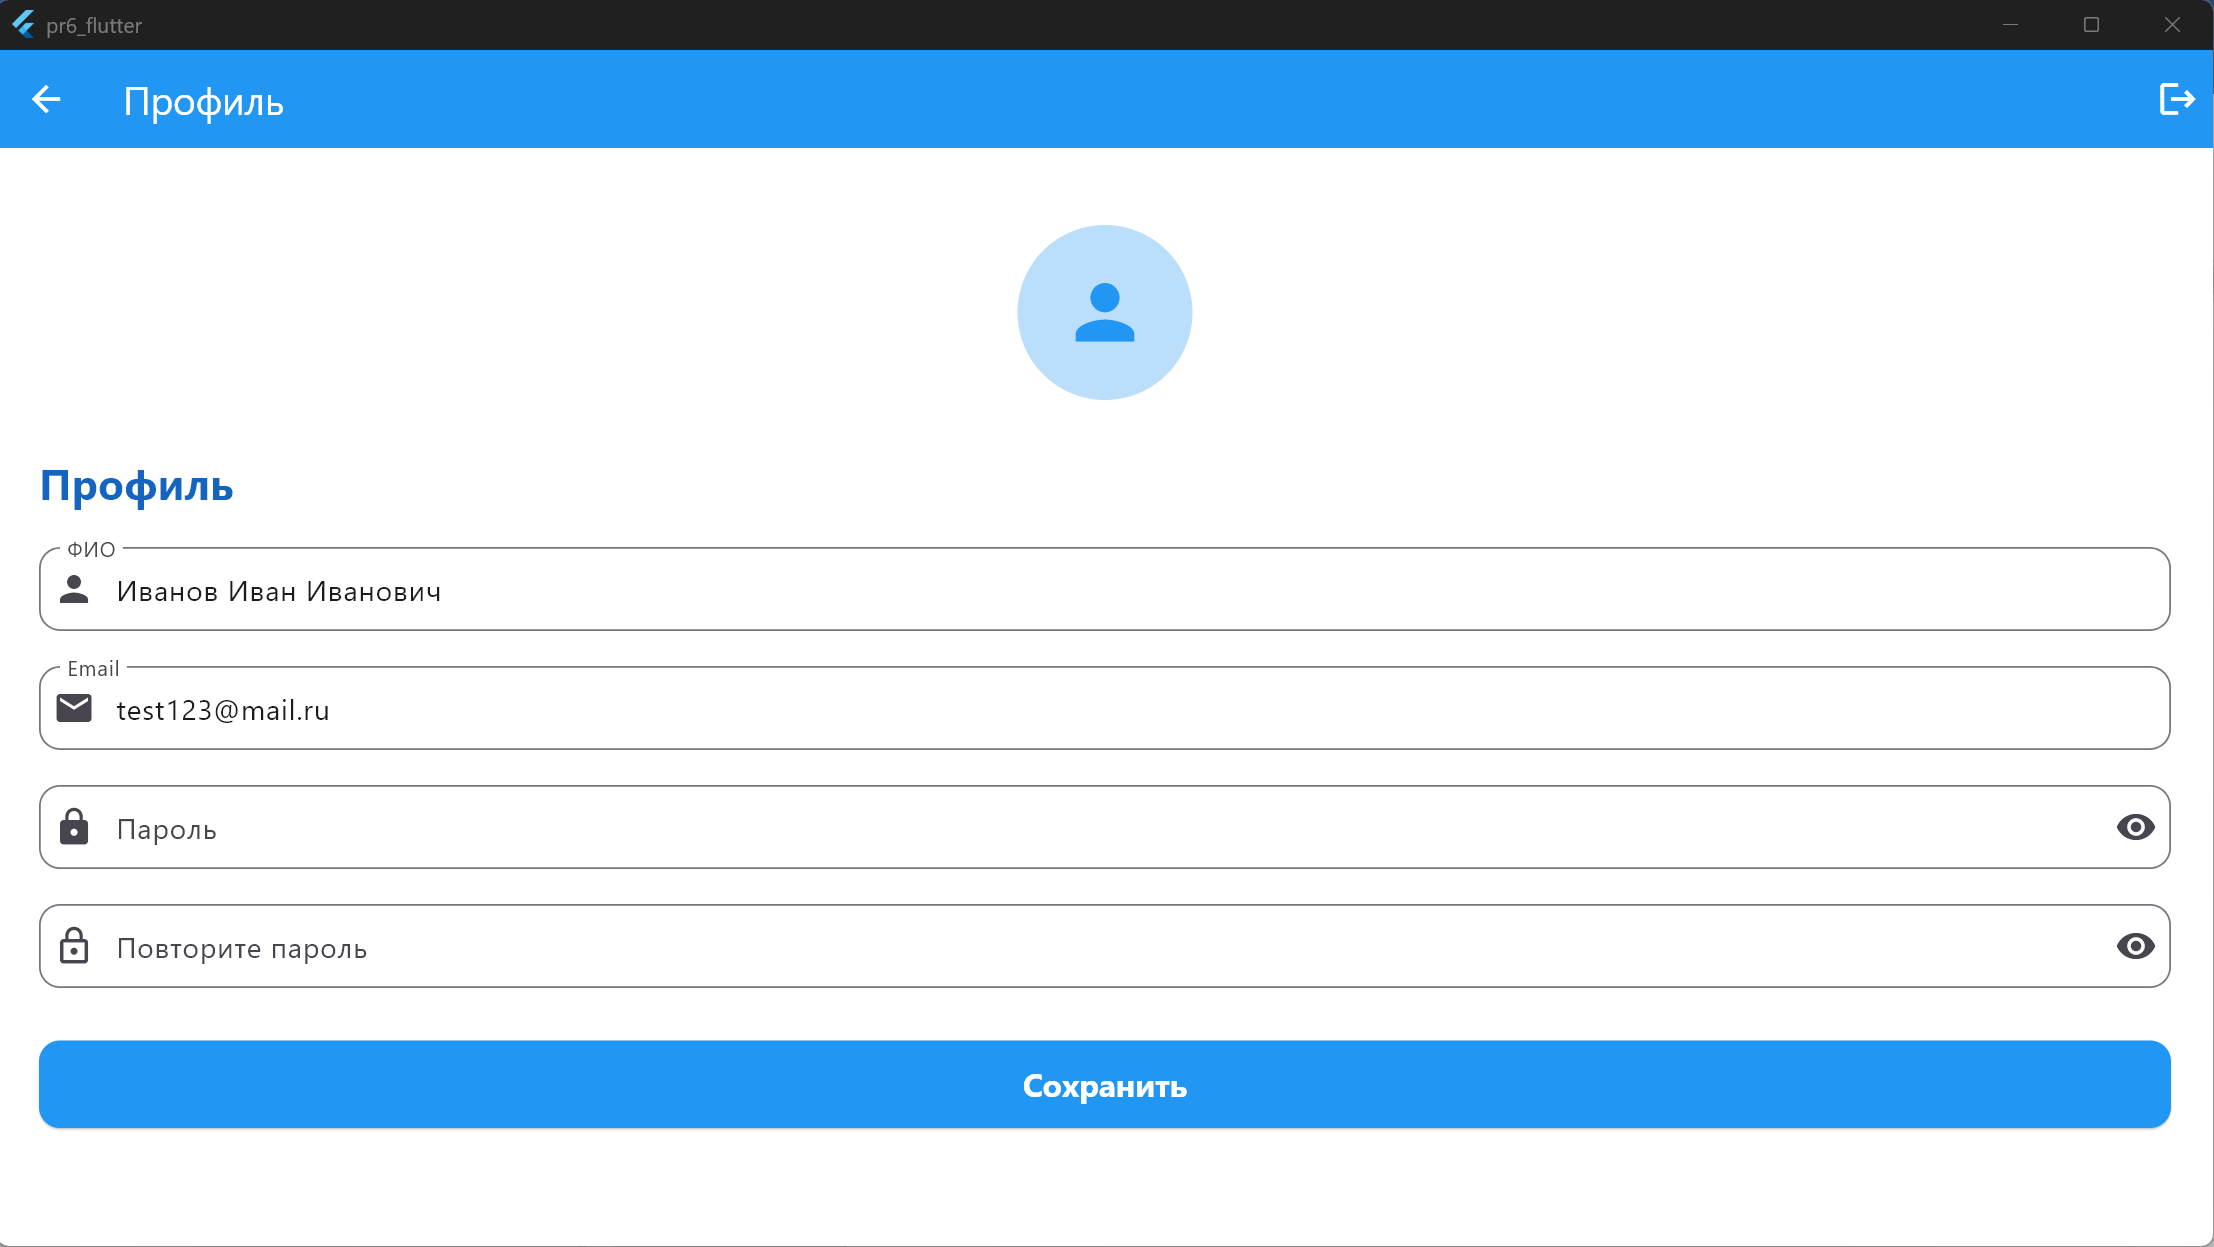 pr6_flutter
Профиль
Профиль
ФИО
Иванов Иван Иванович
Email
test123@mail.ru
Пароль
Повторите пароль
Сохранить